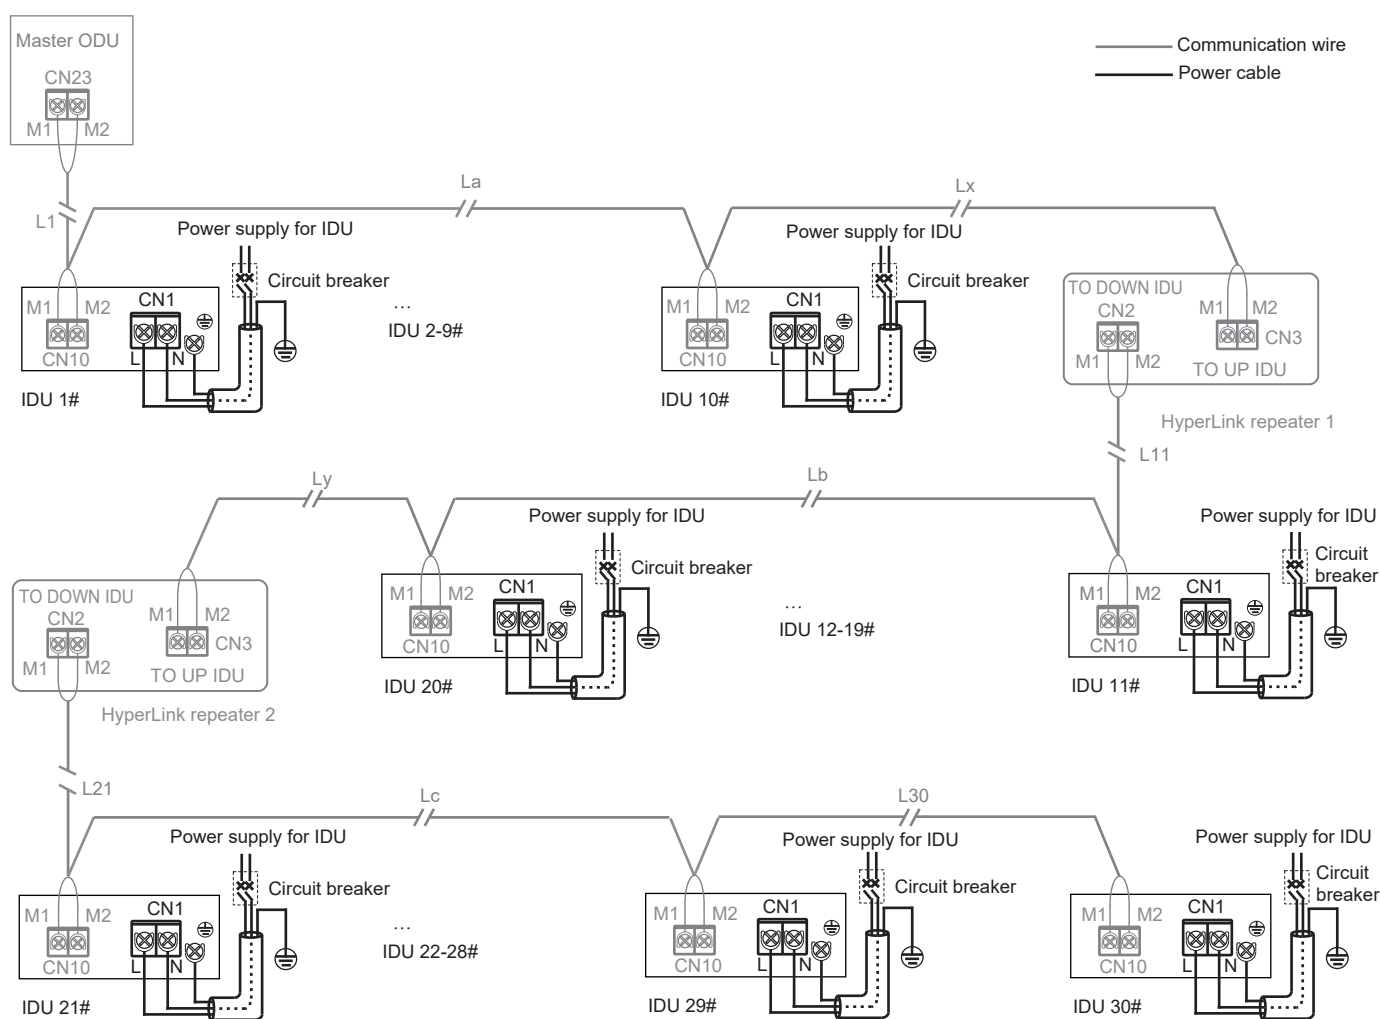 Master ODU
CN23
M1 M2
Communication wire
Power cable
L1
La
Lx
Power supply for IDU
Circuit breaker
M1 M2
CN1
CN10
L N
IDU 1#
...
IDU 2-9#
Power supply for IDU
Circuit breaker
M1 M2
CN1
CN10
L N
IDU 10#
TO DOWN IDU
CN2
M1 M2
M1 M2
CN3
TO UP IDU
HyperLink repeater 1
L11
Ly
Lb
TO DOWN IDU
CN2
M1 M2
M1 M2
CN3
TO UP IDU
HyperLink repeater 2
Power supply for IDU
Circuit breaker
M1 M2
CN1
CN10
L N
IDU 20#
...
IDU 12-19#
Power supply for IDU
Circuit
breaker
M1 M2
CN1
CN10
L N
IDU 11#
L21
Lc
L30
Power supply for IDU
Circuit breaker
M1 M2
CN1
CN10
L N
IDU 21#
...
IDU 22-28#
Power supply for IDU
Circuit breaker
M1 M2
CN1
CN10
L N
IDU 29#
Power supply for IDU
Circuit
breaker
M1 M2
CN1
CN10
L N
IDU 30#